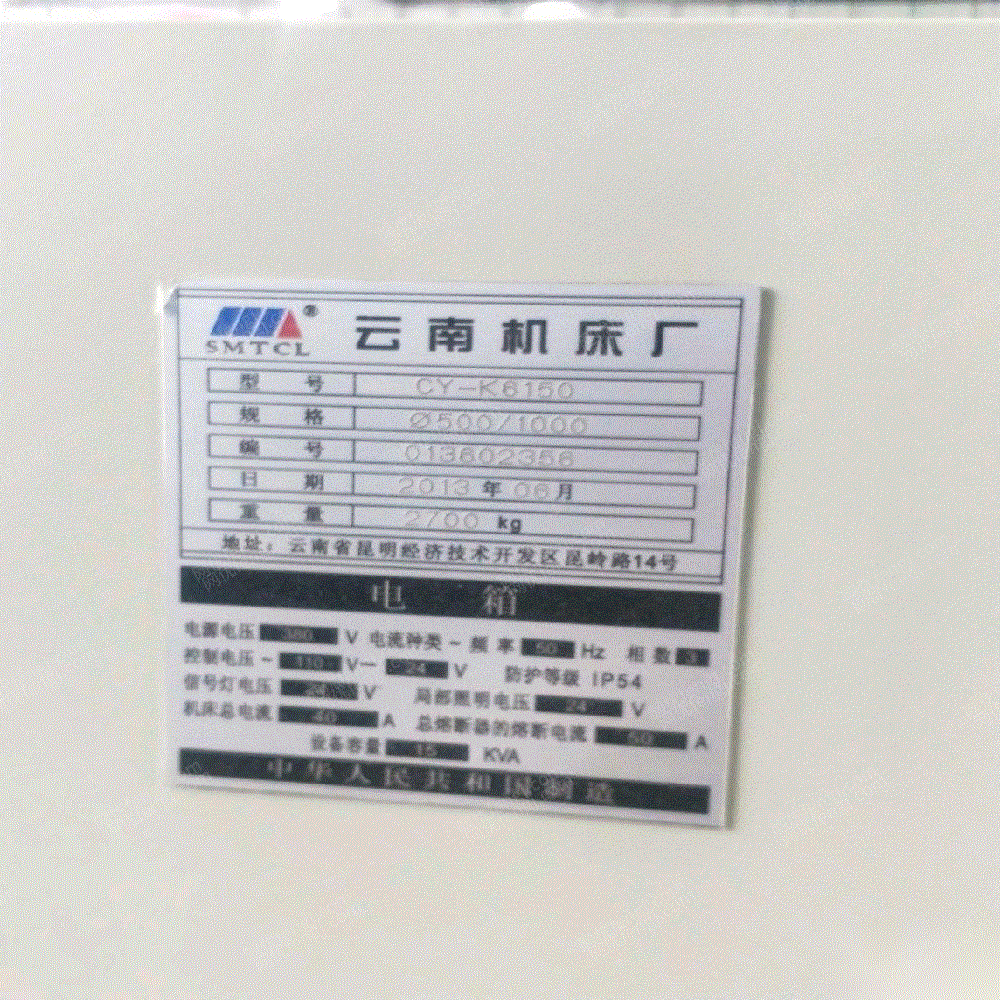 SMTCL® 云南机床厂
型号 CY-K6150
规格 Ø500/1000
编号 013602356
日期 2013年06月
重量 2700 kg
地址：云南省昆明经济技术开发区昆岭路14号
电箱
电源电压 380 V 电流种类~ 频率 50 Hz 相数 3
控制电压~ 110 V— 24 V 防护等级 IP54
信号灯电压 24 V 局部照明电压 24 V
机床总电流 40 A 总熔断器的熔断电流 50 A
设备容量 15 KVA
中华人民共和国制造